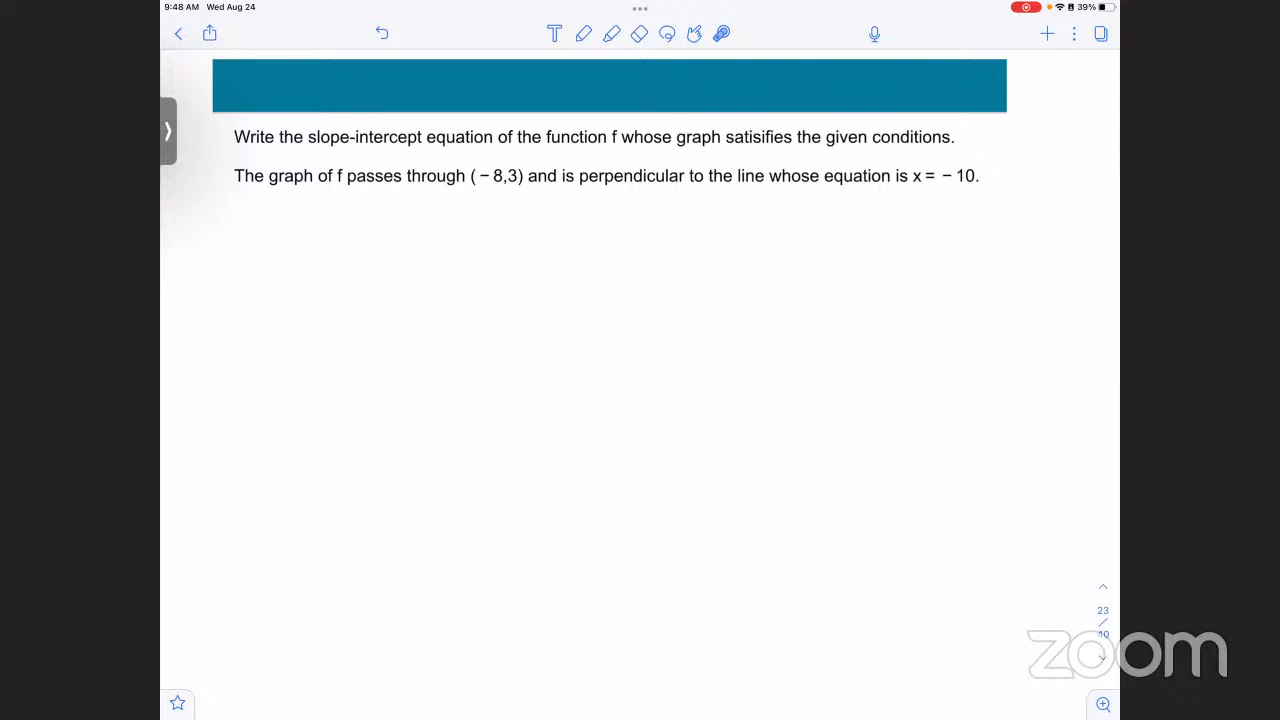 9:48 AM Wed Aug 24
39%
Write the slope-intercept equation of the function f whose graph satisifies the given conditions.
The graph of f passes through ( − 8,3) and is perpendicular to the line whose equation is x = − 10.
23
/
40
zoom